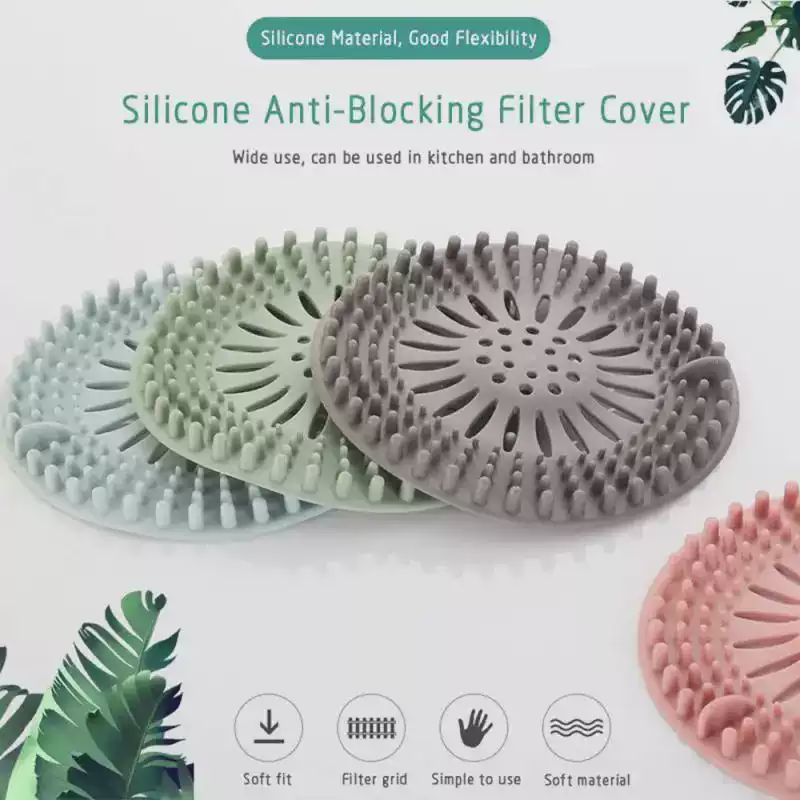 Silicone Material, Good Flexibility
Silicone Anti-Blocking Filter Cover
Wide use, can be used in kitchen and bathroom
Soft fit
Filter grid
Simple to use
Soft material